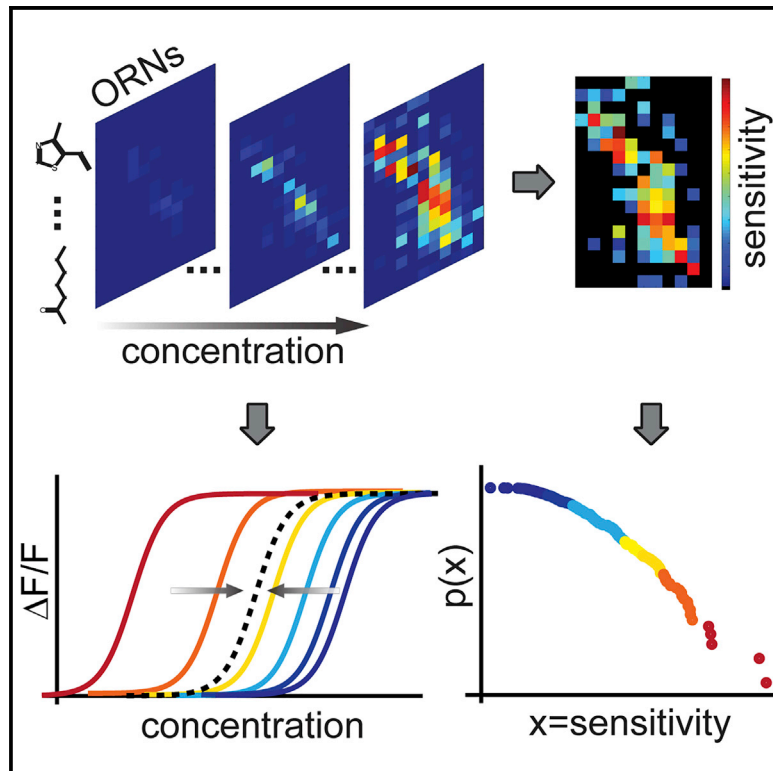 ORNs
S
S
concentration
sensitivity
ΔF/F
concentration
p(x)
x=sensitivity